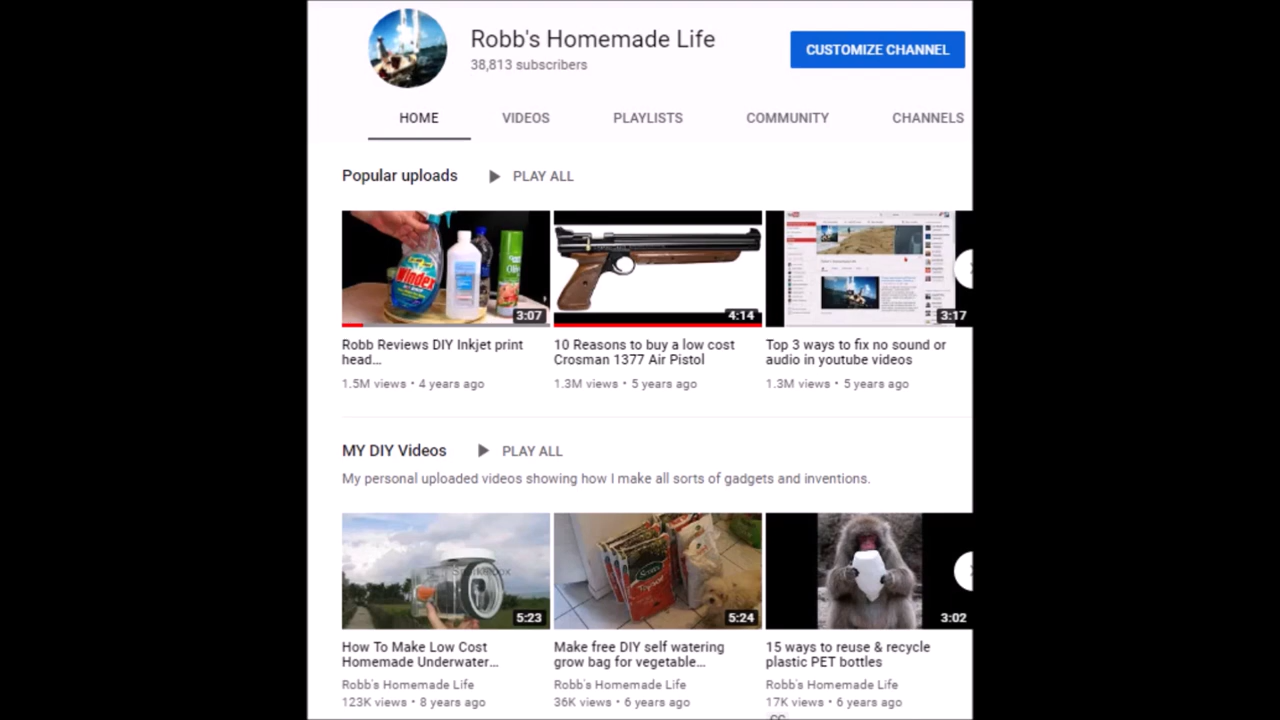 Robb's Homemade Life
38,813 subscribers
CUSTOMIZE CHANNEL
HOME VIDEOS PLAYLISTS COMMUNITY CHANNELS
Popular uploads PLAY ALL
Windex
3:07 4:14 3:17
Robb Reviews DIY Inkjet print
head...
10 Reasons to buy a low cost
Crosman 1377 Air Pistol
Top 3 ways to fix no sound or
audio in youtube videos
1.5M views • 4 years ago
1.3M views • 5 years ago
1.3M views • 5 years ago
MY DIY Videos PLAY ALL
My personal uploaded videos showing how I make all sorts of gadgets and inventions.
5:23 5:24 3:02
How To Make Low Cost
Homemade Underwater...
Robb's Homemade Life
123K views • 8 years ago
Make free DIY self watering
grow bag for vegetable...
Robb's Homemade Life
36K views • 6 years ago
15 ways to reuse & recycle
plastic PET bottles
Robb's Homemade Life
17K views • 6 years ago